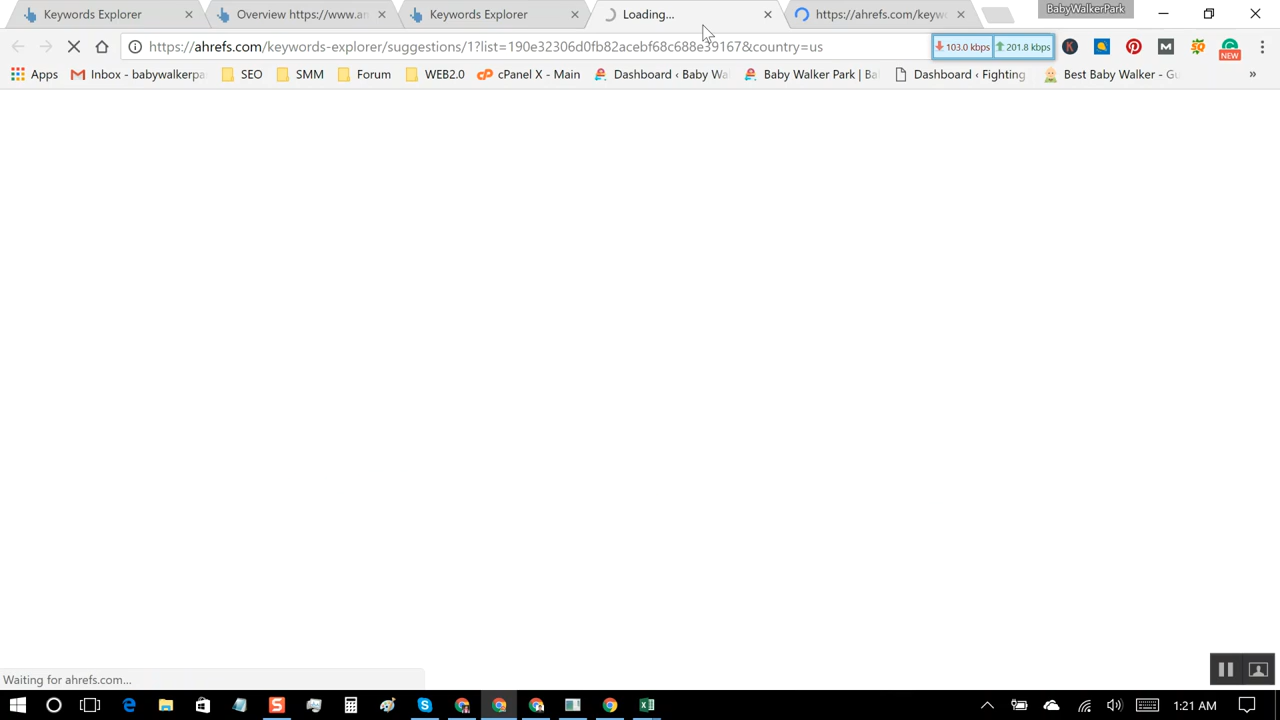 Keywords Explorer
Overview https://www.an
Keywords Explorer
Loading...
https://ahrefs.com/keywo
BabyWalkerPark
https://ahrefs.com/keywords-explorer/suggestions/1?list=190e32306d0fb82acebf68c688e39167&country=us
103.0 kbps
201.8 kbps
NEW
Apps
Inbox - babywalkerpa
SEO
SMM
Forum
WEB2.0
cPanel X - Main
Dashboard ‹ Baby Wa
Baby Walker Park | Ba
Dashboard ‹ Fighting
Best Baby Walker - Gu
»
Waiting for ahrefs.com...
1:21 AM